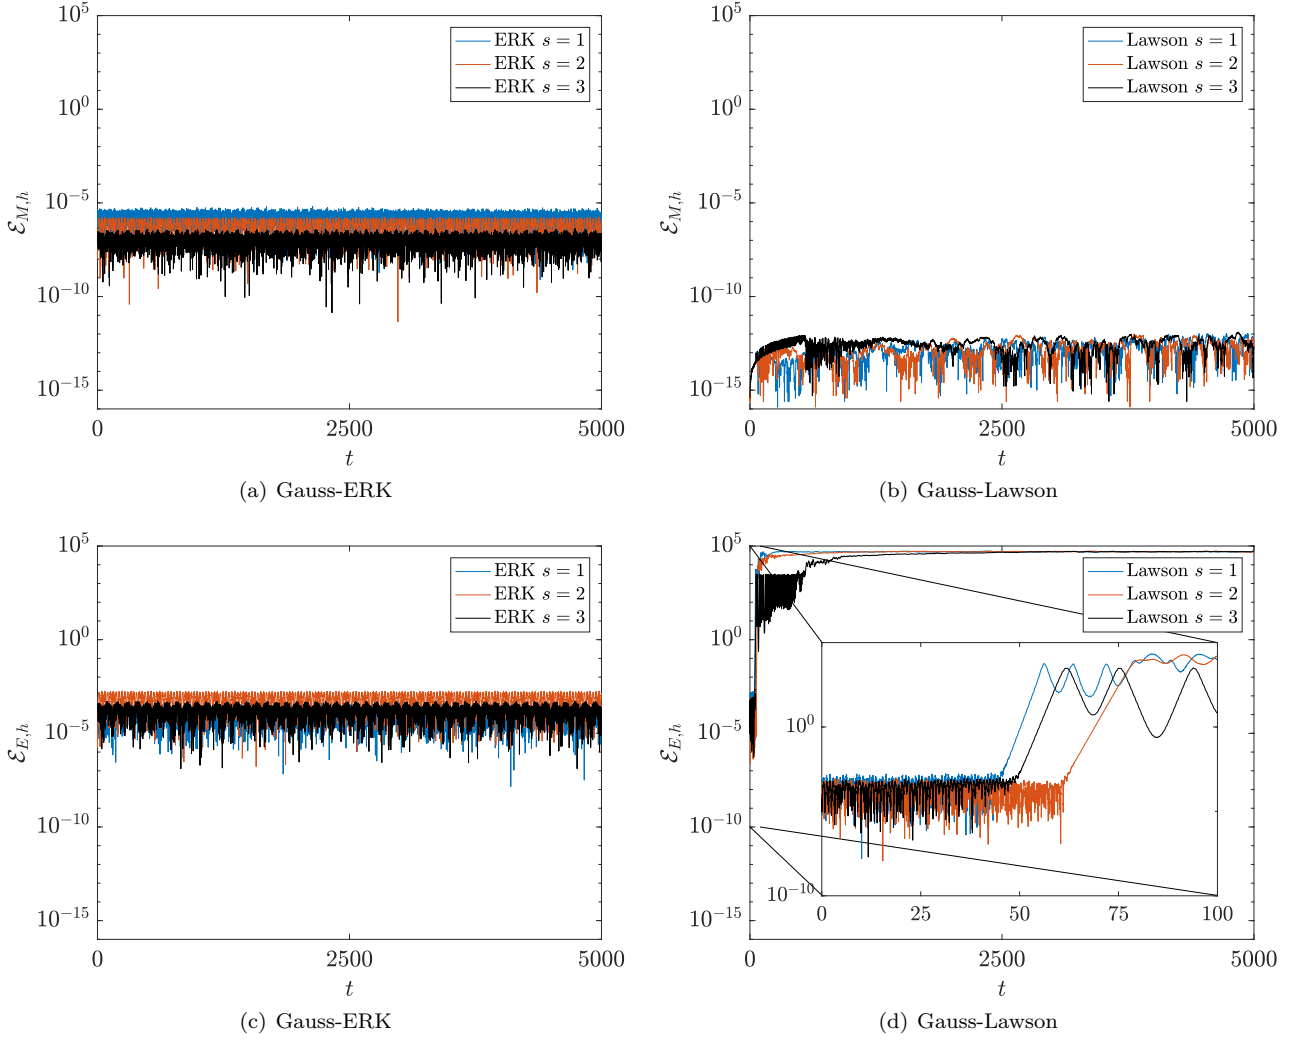 10^5
10^0
10^{-5}
10^{-10}
10^{-15}
\mathcal{E}_{M,h}
ERK s = 1
ERK s = 2
ERK s = 3
0 2500 5000
t
(a) Gauss-ERK
10^5
10^0
10^{-5}
10^{-10}
10^{-15}
\mathcal{E}_{M,h}
Lawson s = 1
Lawson s = 2
Lawson s = 3
0 2500 5000
t
(b) Gauss-Lawson
10^5
10^0
10^{-5}
10^{-10}
10^{-15}
\mathcal{E}_{E,h}
ERK s = 1
ERK s = 2
ERK s = 3
0 2500 5000
t
(c) Gauss-ERK
10^5
10^0
10^{-5}
10^{-10}
10^{-15}
\mathcal{E}_{E,h}
Lawson s = 1
Lawson s = 2
Lawson s = 3
10^0
10^{-10}
0 25 50 75 100
0 2500 5000
t
(d) Gauss-Lawson